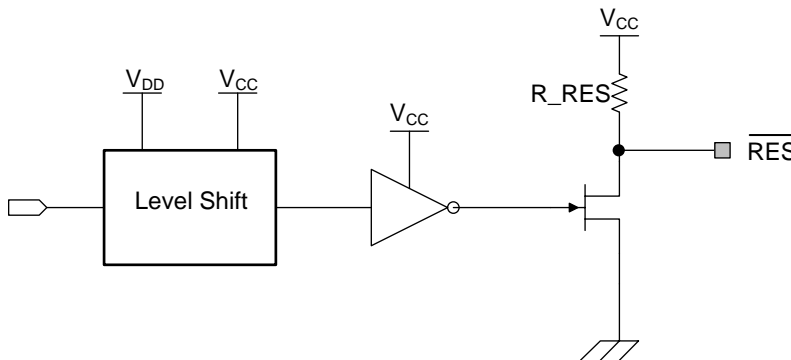 V_CC
V_DD
V_CC
R_RES
V_CC
RES
Level Shift